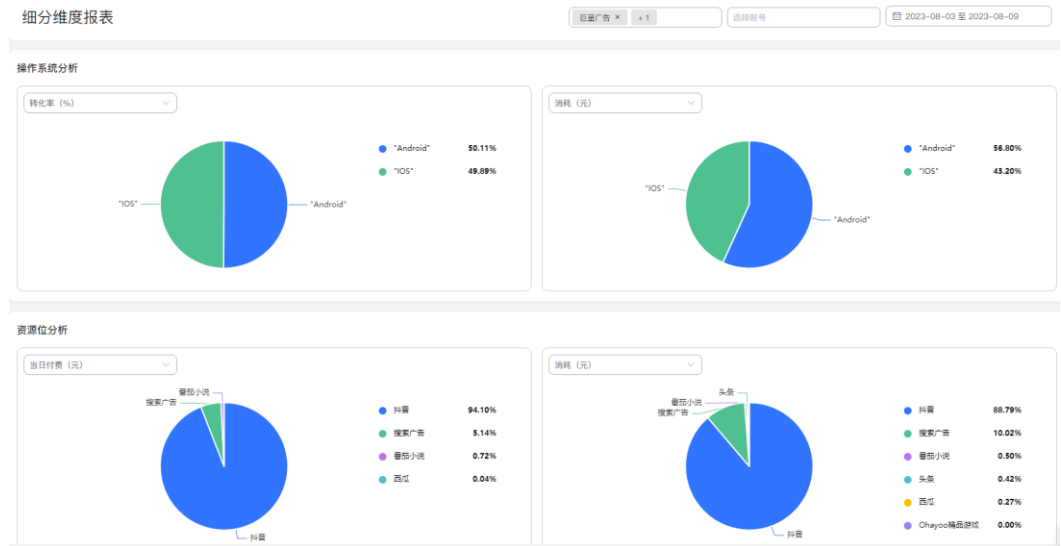 细分维度报表
巨量广告 × + 1
选择账号
2023-08-03 至 2023-08-09
操作系统分析
转化率（%）
"Android" 50.11%
"IOS" 49.89%
"IOS"
"Android"
消耗（元）
"Android" 56.80%
"IOS" 43.20%
"IOS"
"Android"
资源位分析
当日付费（元）
番茄小说
搜索广告
抖音
抖音 94.10%
搜索广告 5.14%
番茄小说 0.72%
西瓜 0.04%
消耗（元）
头条
番茄小说
搜索广告
抖音
抖音 88.79%
搜索广告 10.02%
番茄小说 0.50%
头条 0.42%
西瓜 0.27%
Ohayoo精品游戏 0.00%